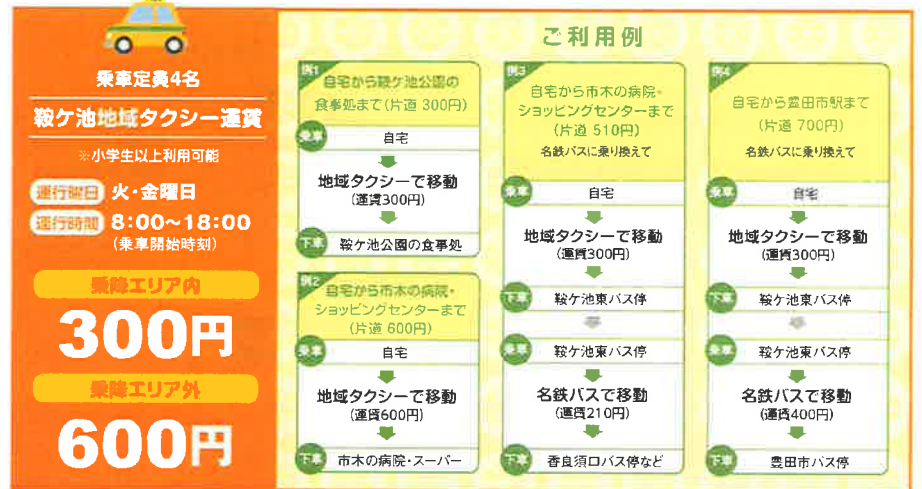 乗車定員4名
鞍ケ池地域タクシー運賃
※小学生以上利用可能
運行曜日 火・金曜日
運行時間 8:00〜18:00
(乗車開始時刻)
乗降エリア内
300円
乗降エリア外
600円
ご利用例
例1
自宅から鞍ケ池公園の
食事処まで(片道 300円)
乗車 自宅
地域タクシーで移動
(運賃300円)
下車 鞍ケ池公園の食事処
例2
自宅から市木の病院・
ショッピングセンターまで
(片道 600円)
乗車 自宅
地域タクシーで移動
(運賃600円)
下車 市木の病院・スーパー
例3
自宅から市木の病院・
ショッピングセンターまで
(片道 510円)
名鉄バスに乗り換えて
乗車 自宅
地域タクシーで移動
(運賃300円)
下車 鞍ケ池東バス停
乗車 鞍ケ池東バス停
名鉄バスで移動
(運賃210円)
下車 香良須口バス停など
例4
自宅から豊田市駅まで
(片道 700円)
名鉄バスに乗り換えて
乗車 自宅
地域タクシーで移動
(運賃300円)
下車 鞍ケ池東バス停
乗車 鞍ケ池東バス停
名鉄バスで移動
(運賃400円)
下車 豊田市バス停